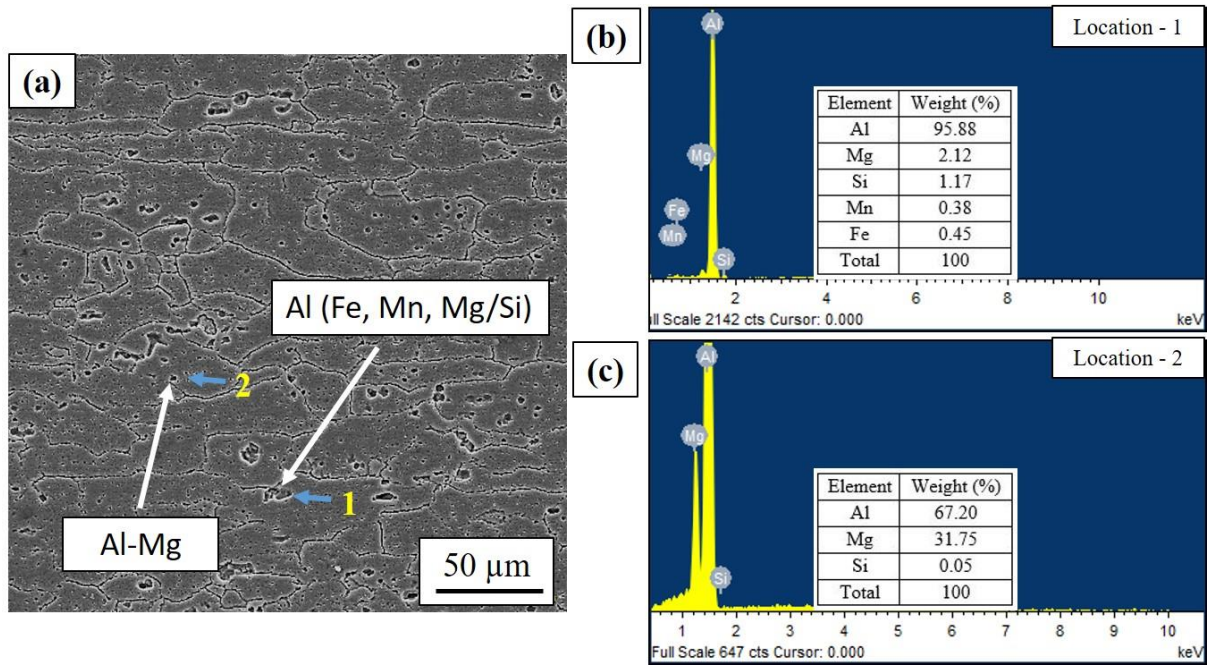 (a)
Al (Fe, Mn, Mg/Si)
2
1
Al-Mg
50 µm
(b)
Location - 1
Al
Mg
Fe
Mn
Si
Element Weight (%)
Al 95.88
Mg 2.12
Si 1.17
Mn 0.38
Fe 0.45
Total 100
2 4 6 8 10
ull Scale 2142 cts Cursor: 0.000 keV
(c)
Location - 2
Al
Mg
Si
Element Weight (%)
Al 67.20
Mg 31.75
Si 0.05
Total 100
1 2 3 4 5 6 7 8 9 10
Full Scale 647 cts Cursor: 0.000 keV